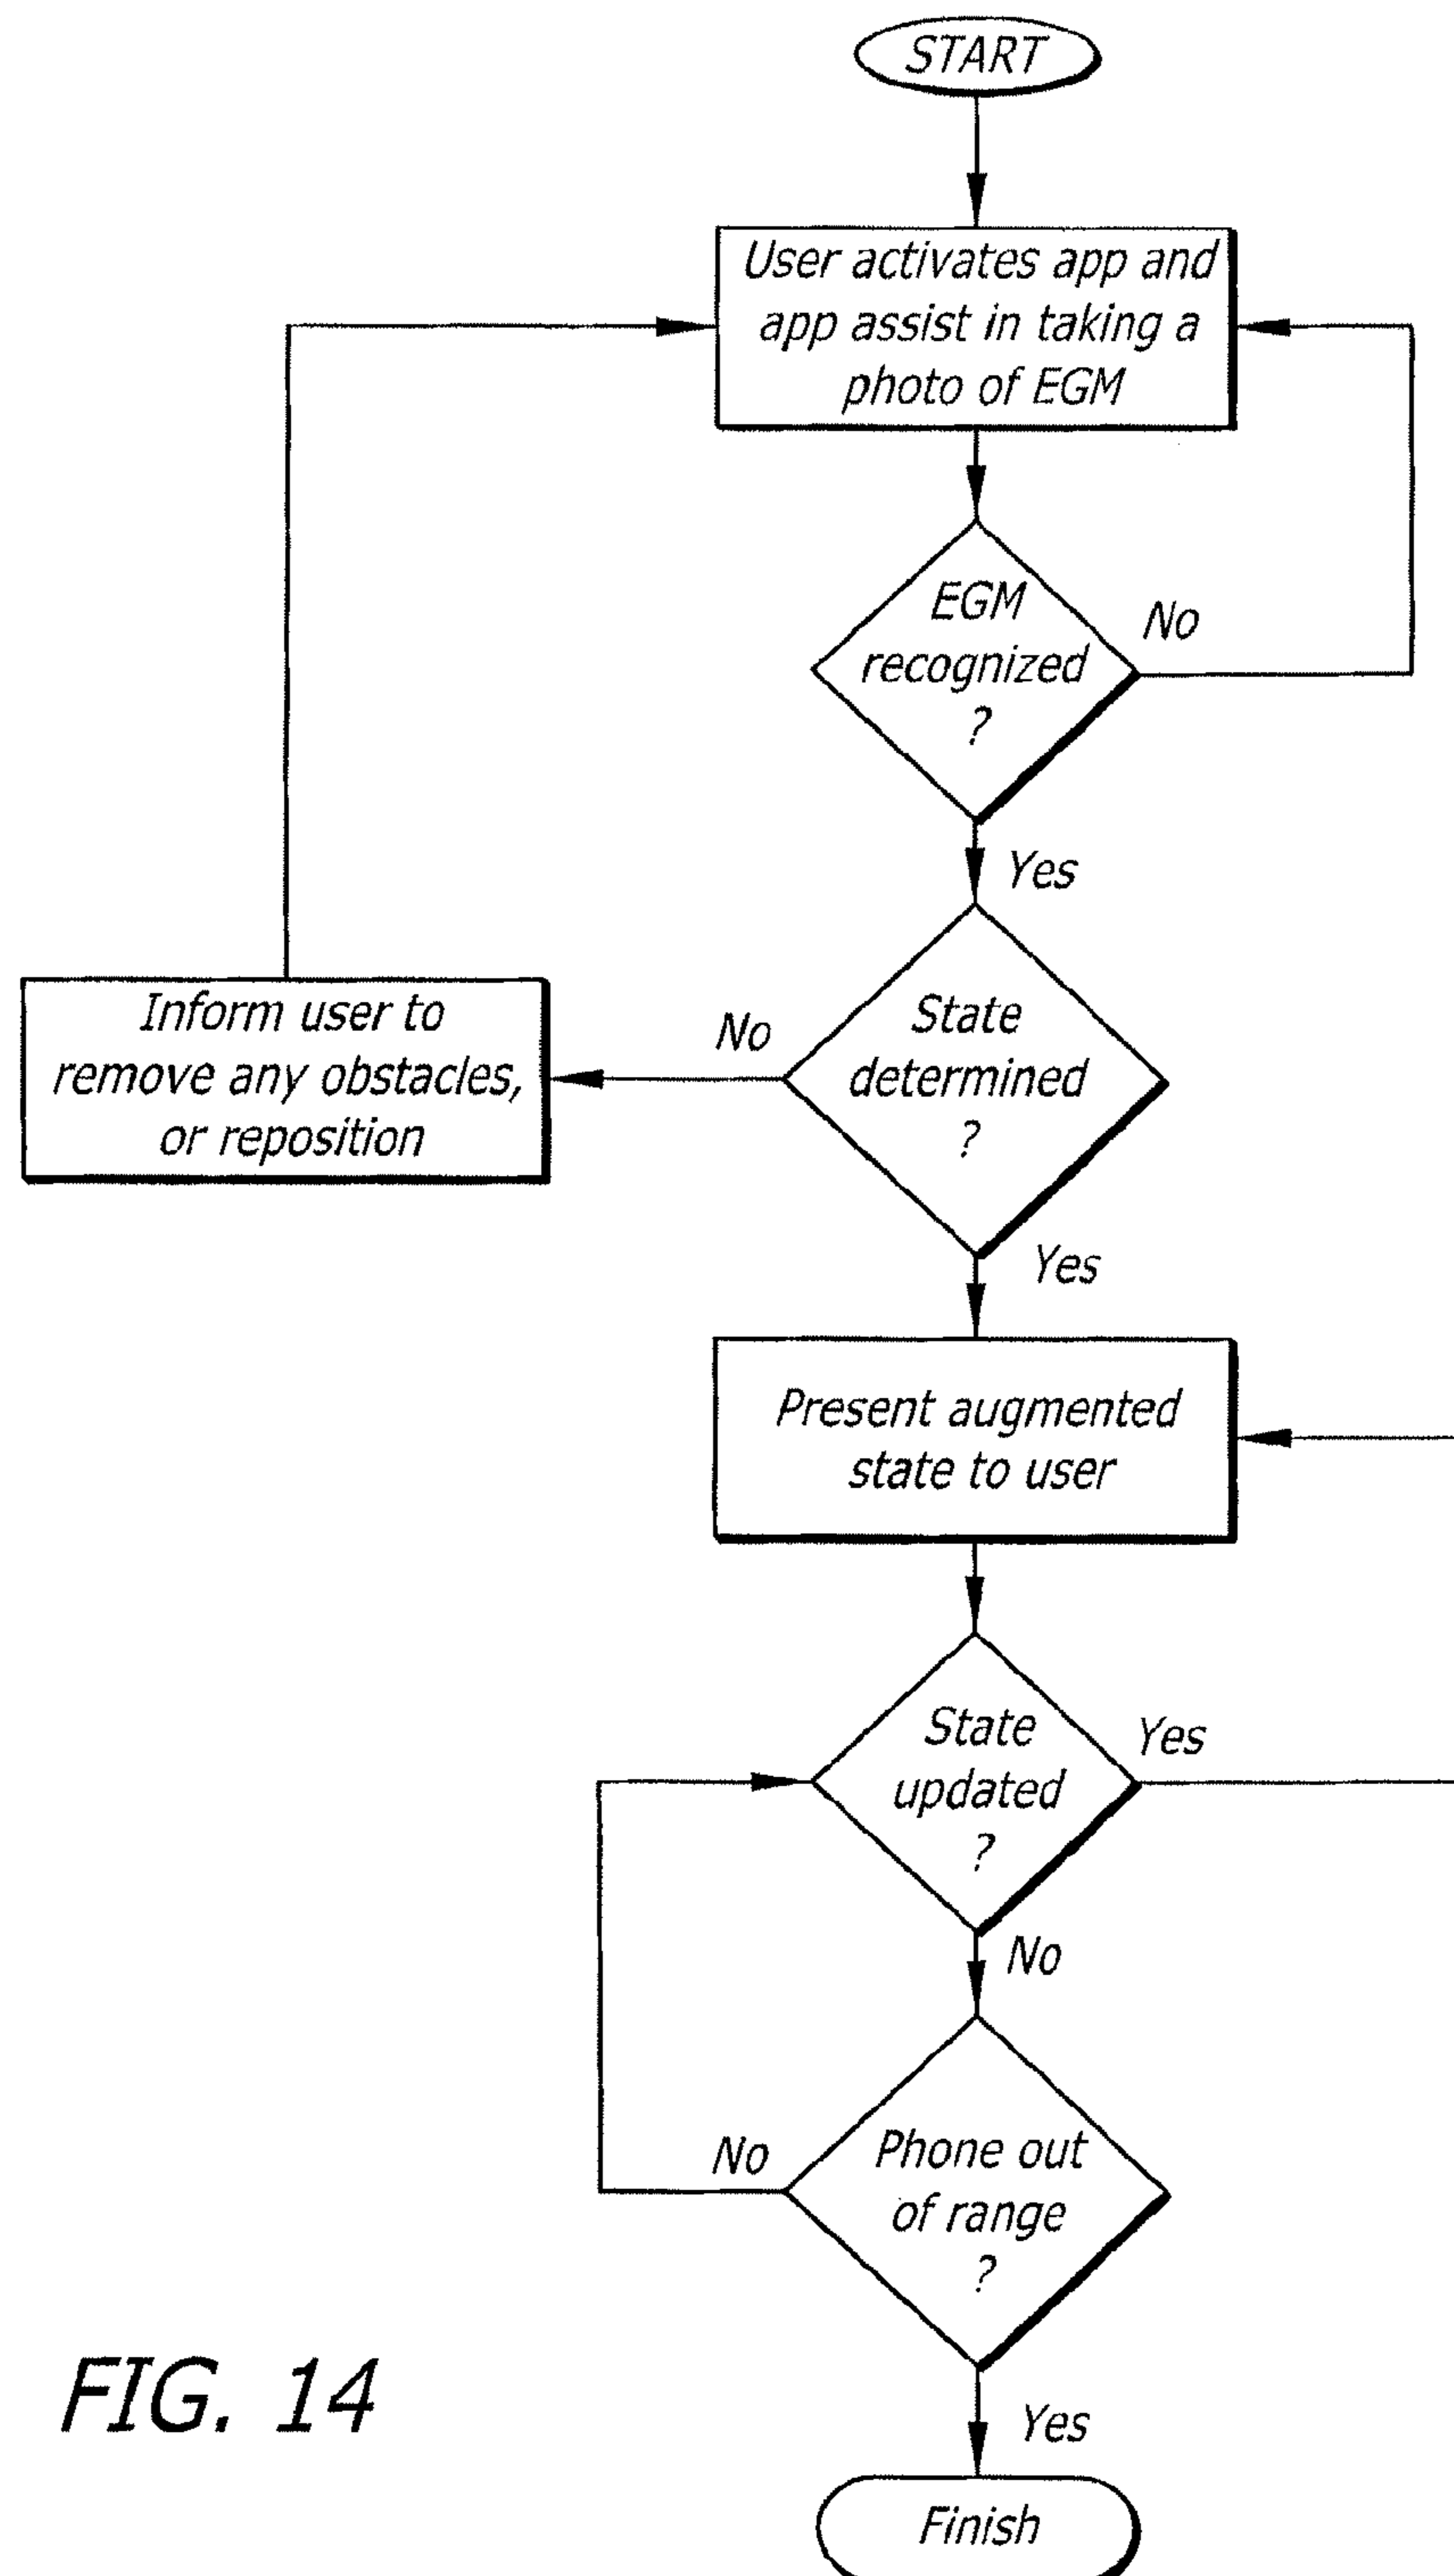 START
User activates app and
app assist in taking a
photo of EGM
EGM
recognized
?
No
Yes
State
determined
?
No
Inform user to
remove any obstacles,
or reposition
Yes
Present augmented
state to user
State
updated
?
Yes
No
Phone out
of range
?
No
Yes
Finish
FIG. 14